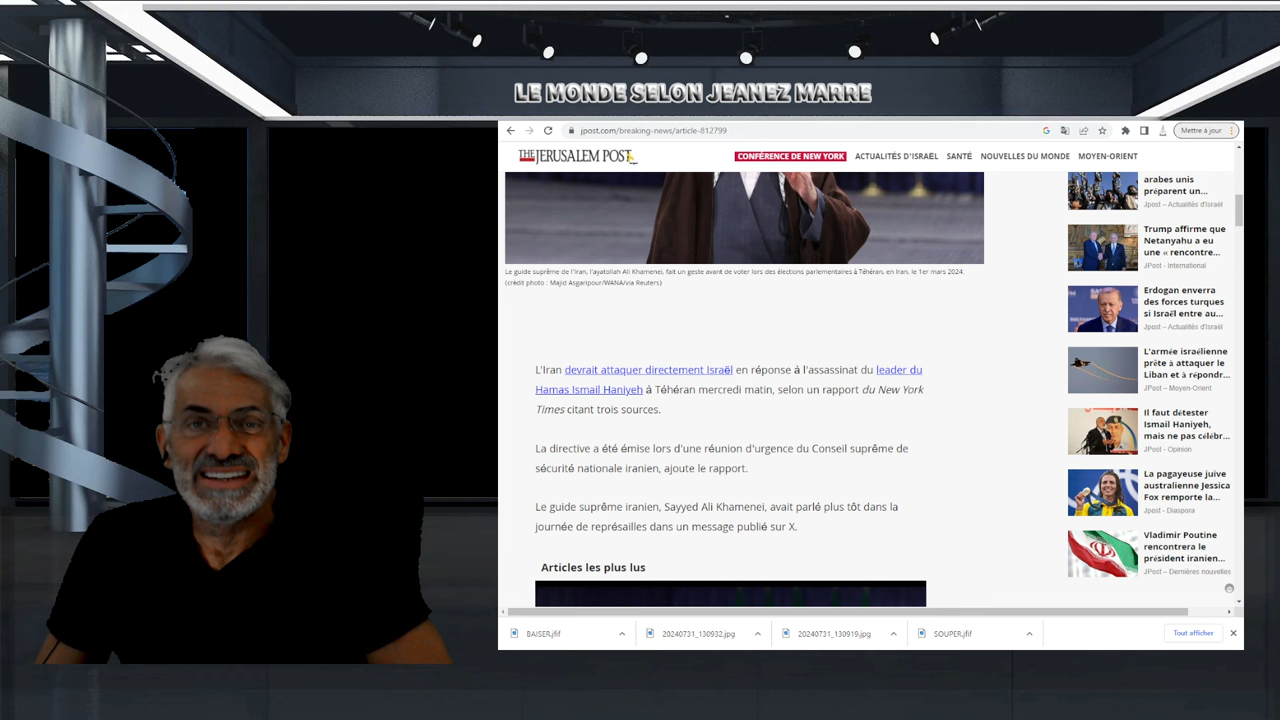 LE MONDE SELON JEANEZ MARRE
jpost.com/breaking-news/article-812799
Mettre à jour
THE JERUSALEM POST
CONFÉRENCE DE NEW YORK ACTUALITÉS D'ISRAËL SANTÉ NOUVELLES DU MONDE MOYEN-ORIENT
Le guide suprême de l'Iran, l'ayatollah Ali Khamenei, fait un geste avant de voter lors des élections parlementaires à Téhéran, en Iran, le 1er mars 2024.
(crédit photo : Majid Asgaripour/WANA/via Reuters)
L'Iran devrait attaquer directement Israël en réponse à l'assassinat du leader du
Hamas Ismail Haniyeh à Téhéran mercredi matin, selon un rapport du New York
Times citant trois sources.
La directive a été émise lors d'une réunion d'urgence du Conseil suprême de
sécurité nationale iranien, ajoute le rapport.
Le guide suprême iranien, Sayyed Ali Khamenei, avait parlé plus tôt dans la
journée de représailles dans un message publié sur X.
Articles les plus lus
arabes unis
préparent un...
Jpost – Actualités d'Israël
Trump affirme que
Netanyahu a eu
une « rencontre...
JPost - International
Erdogan enverra
des forces turques
si Israël entre au...
Jpost – Actualités d'Israël
L'armée israélienne
prête à attaquer le
Liban et à répondr...
JPost – Moyen-Orient
Il faut détester
Ismail Haniyeh,
mais ne pas célébr...
JPost - Opinion
La pagayeuse juive
australienne Jessica
Fox remporte la...
Jpost - Diaspora
Vladimir Poutine
rencontrera le
président iranien...
JPost – Dernières nouvelles
BAISER.jfif
20240731_130932.jpg
20240731_130919.jpg
SOUPER.jfif
Tout afficher